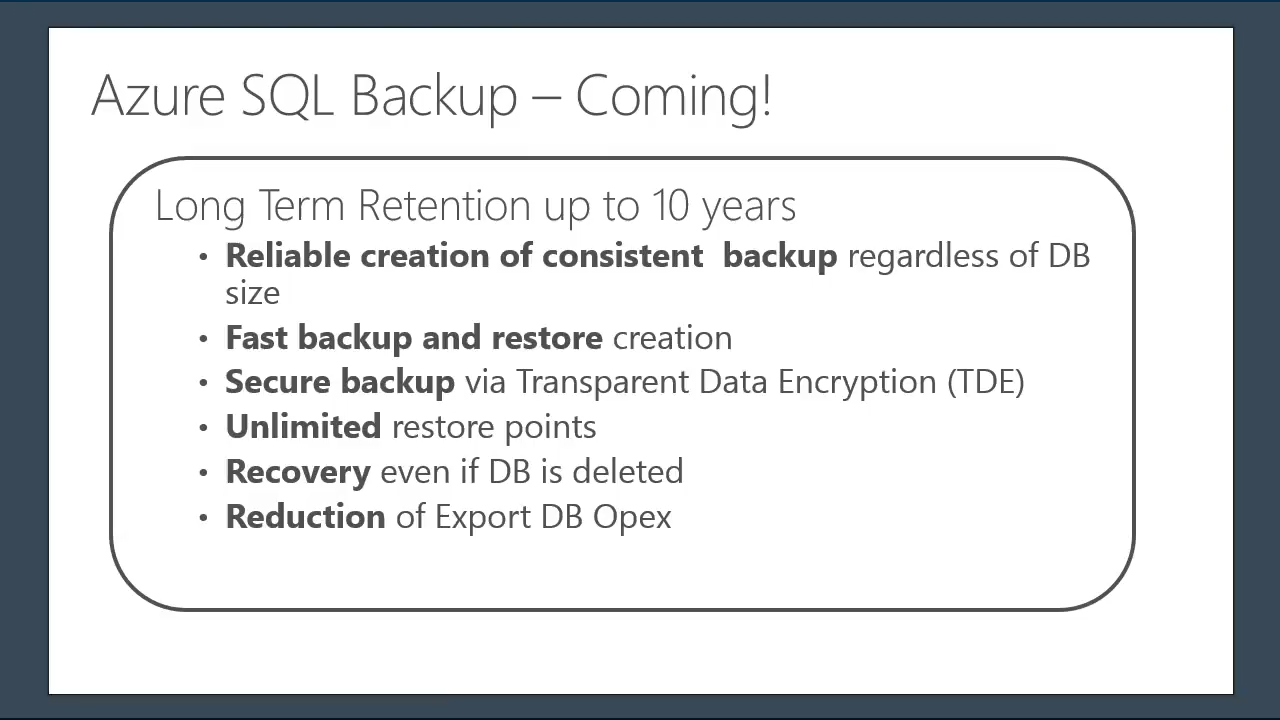 Azure SQL Backup – Coming!
Long Term Retention up to 10 years
• Reliable creation of consistent  backup regardless of DB
size
• Fast backup and restore creation
• Secure backup via Transparent Data Encryption (TDE)
• Unlimited restore points
• Recovery even if DB is deleted
• Reduction of Export DB Opex